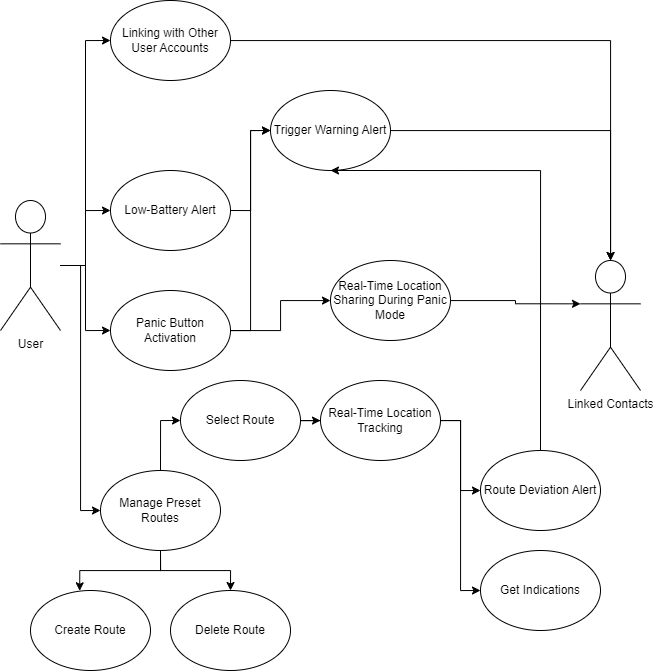 Linking with Other
User Accounts
Trigger Warning Alert
Low-Battery Alert
User
Panic Button
Activation
Real-Time Location
Sharing During Panic
Mode
Linked Contacts
Select Route
Real-Time Location
Tracking
Manage Preset
Routes
Route Deviation Alert
Get Indications
Create Route
Delete Route